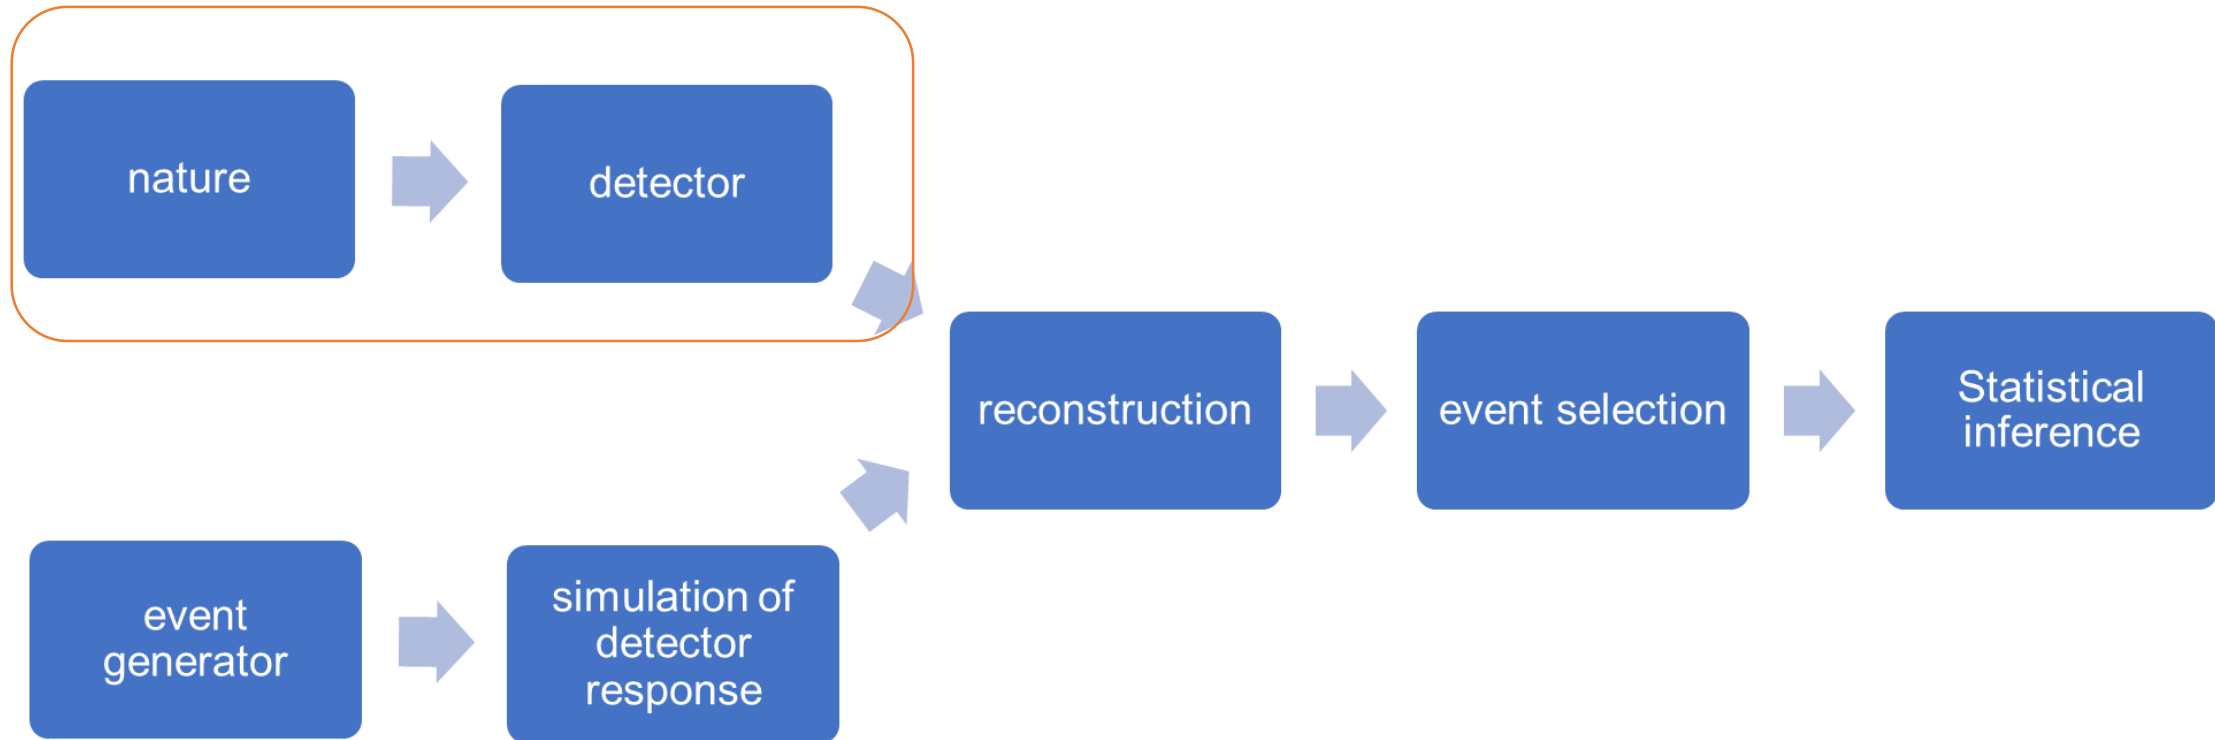 nature
detector
reconstruction
event selection
Statistical
inference
event
generator
simulation of
detector
response